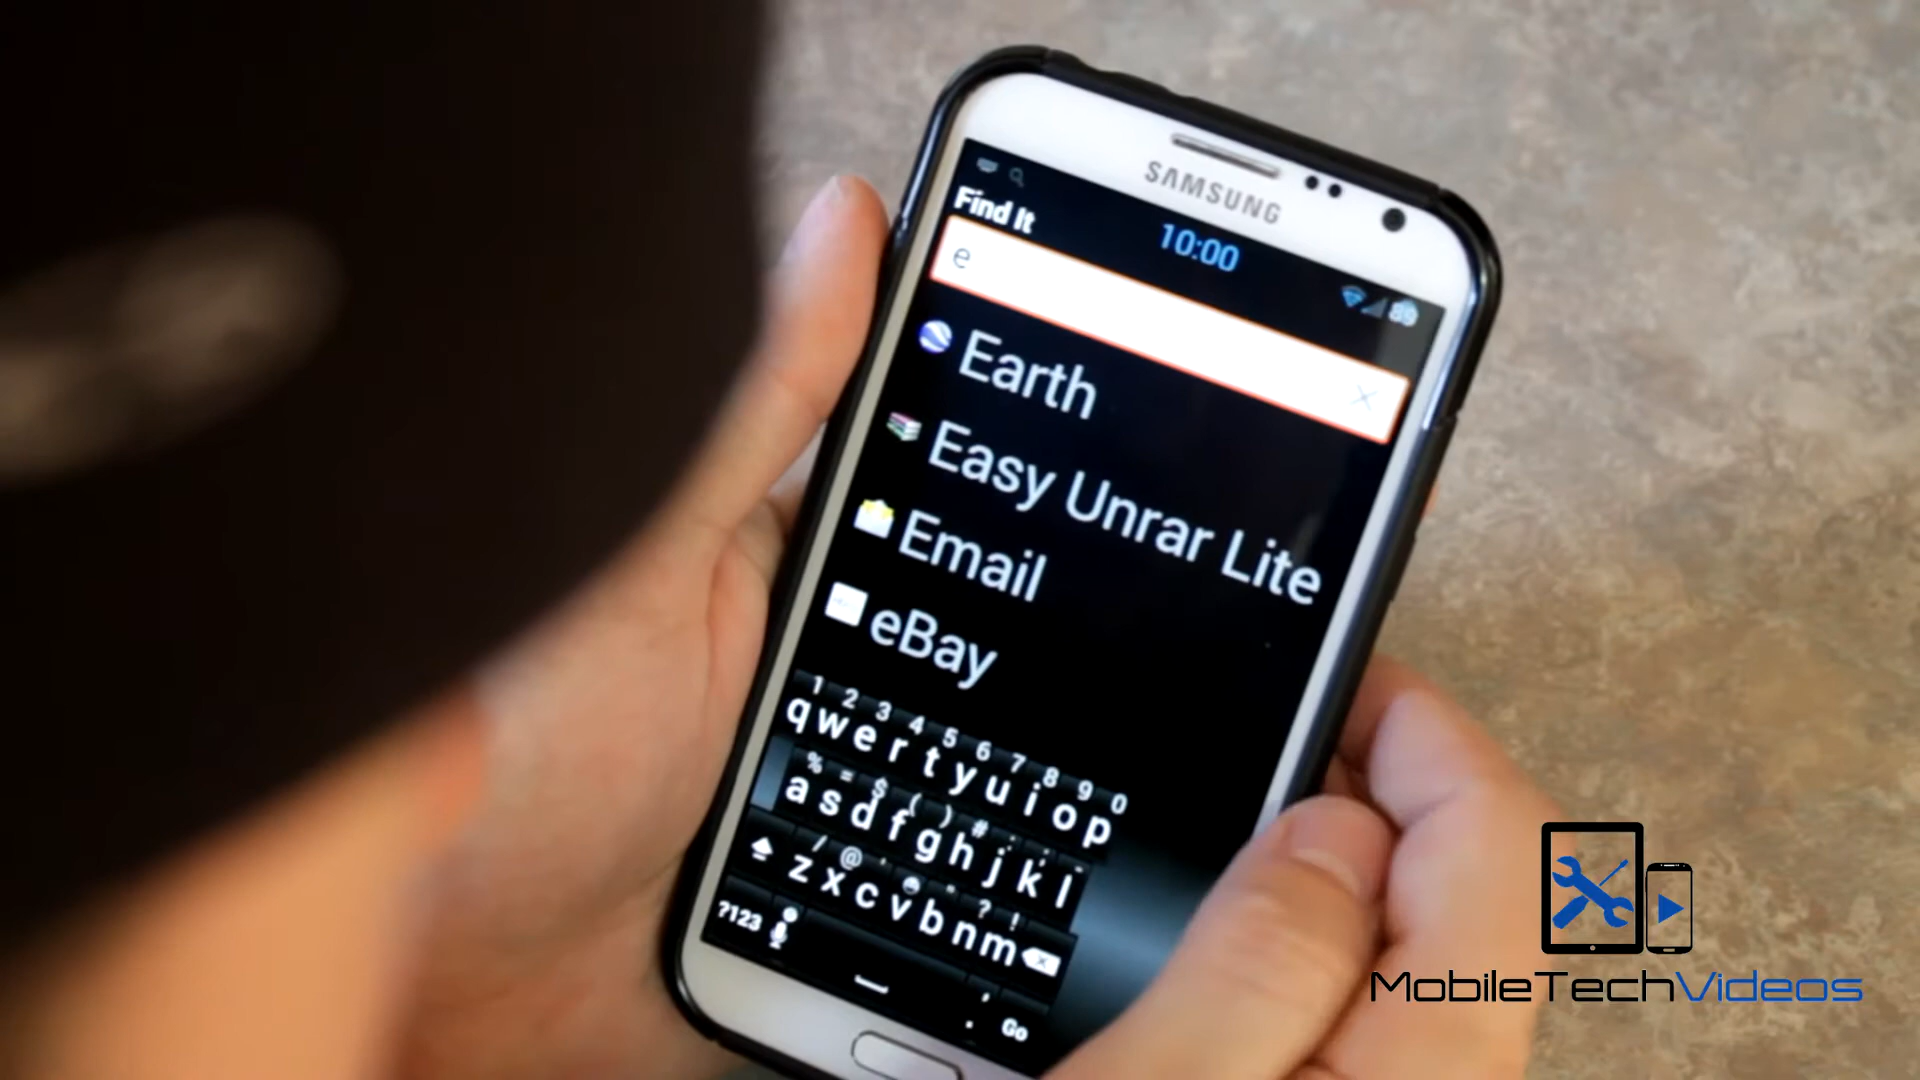 SAMSUNG
Find It
10:00
89
e
Earth
Easy Unrar Lite
Email
eBay
1 2 3 4 5 6 7 8 9 0
q w e r t y u i o p
% = $ ( ) #
a s d f g h j k l
/ @ ? !
z x c v b n m
?123 , . Go
MobileTechVideos